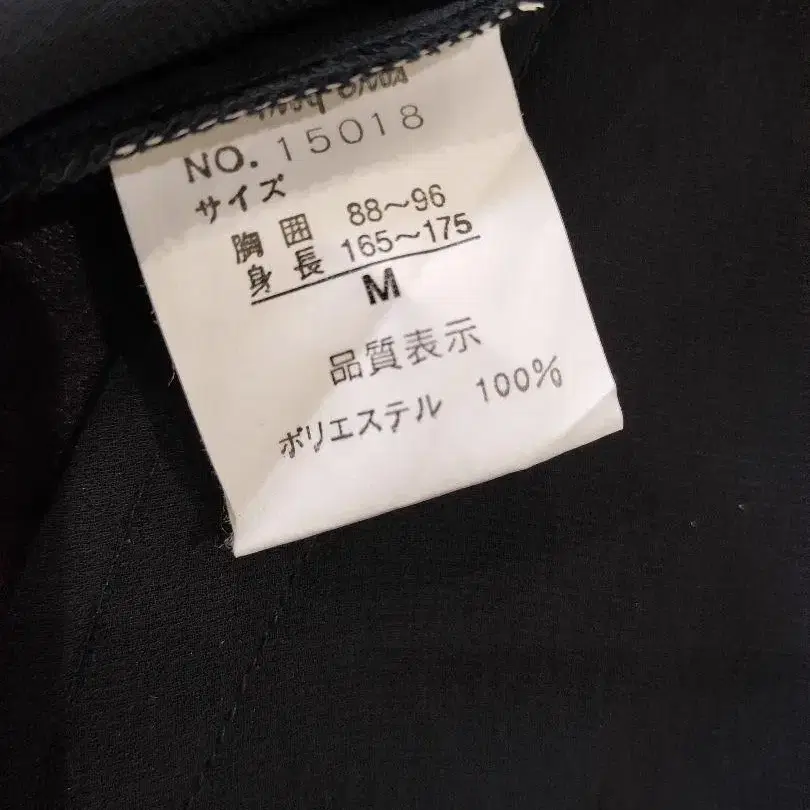 NO. 15018
サイズ
胸囲 88～96
身長 165～175
M
品質表示
ポリエステル 100%